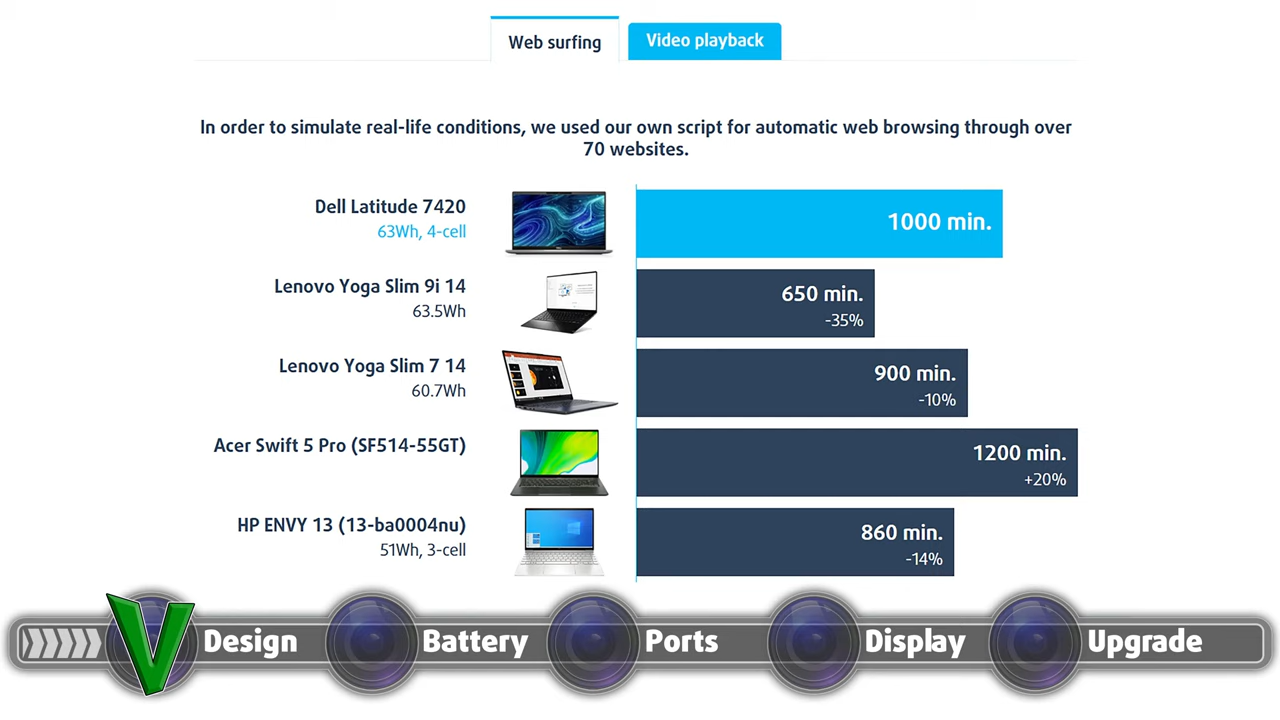 Web surfing
Video playback
In order to simulate real-life conditions, we used our own script for automatic web browsing through over
70 websites.
Dell Latitude 7420
63Wh, 4-cell
1000 min.
Lenovo Yoga Slim 9i 14
63.5Wh
650 min.
-35%
Lenovo Yoga Slim 7 14
60.7Wh
900 min.
-10%
Acer Swift 5 Pro (SF514-55GT)
1200 min.
+20%
HP ENVY 13 (13-ba0004nu)
51Wh, 3-cell
860 min.
-14%
Design
Battery
Ports
Display
Upgrade